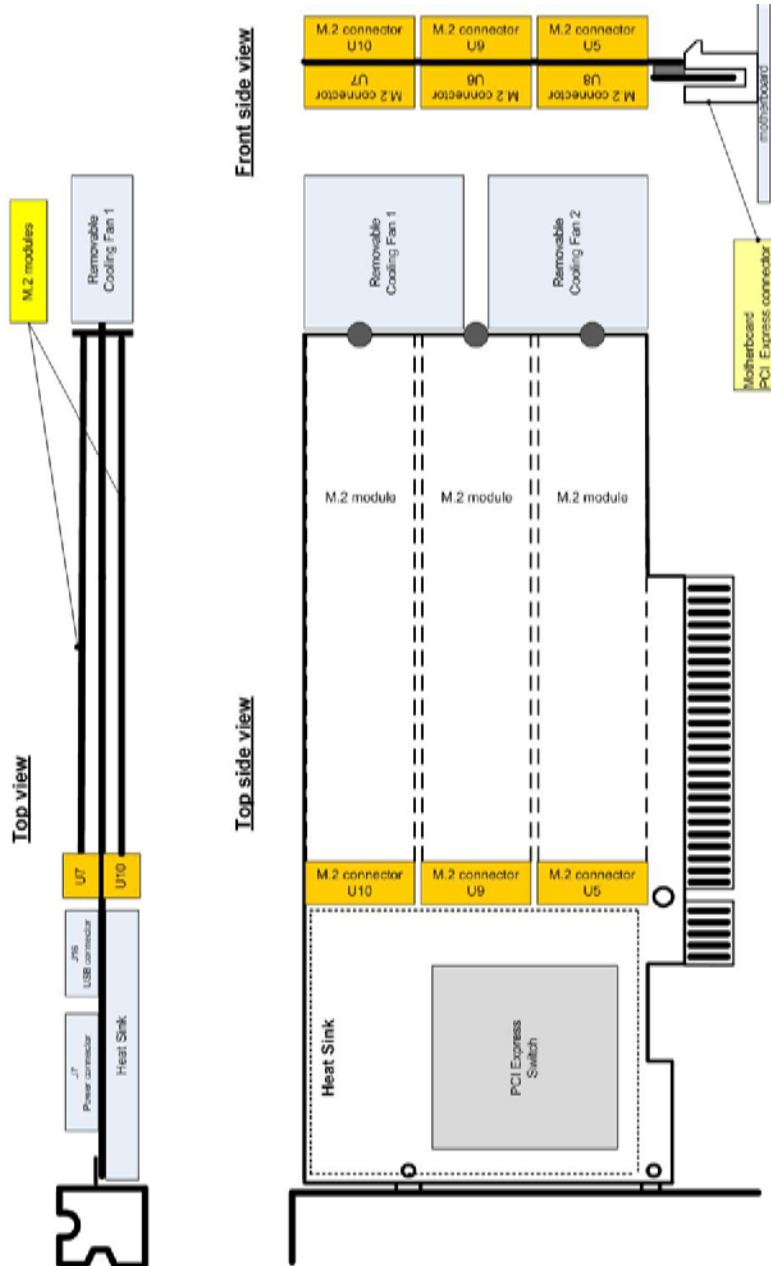 Top view
M.2 modules
Removable
Cooling Fan 1
U7
U10
J16
USB connector
J7
Power connector
Heat Sink
Front side view
M.2 connector
U10
M.2 connector
U9
M.2 connector
U5
M.2 connector
U7
M.2 connector
U6
M.2 connector
U8
motherboard
Motherboard
PCI Express connector
Top side view
Removable
Cooling Fan 1
Removable
Cooling Fan 2
M.2 module
M.2 module
M.2 module
M.2 connector
U10
M.2 connector
U9
M.2 connector
U5
Heat Sink
PCI Express
Switch